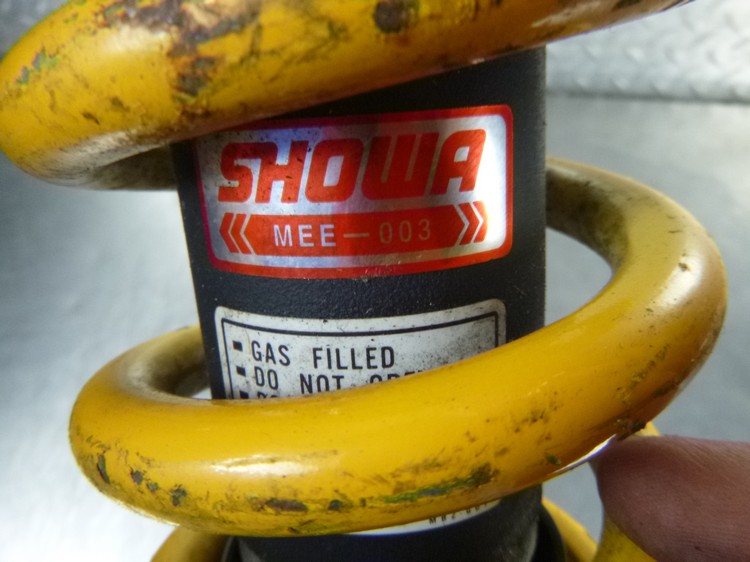 SHOWA
MEE-003
▪ GAS FILLED
▪ DO NOT